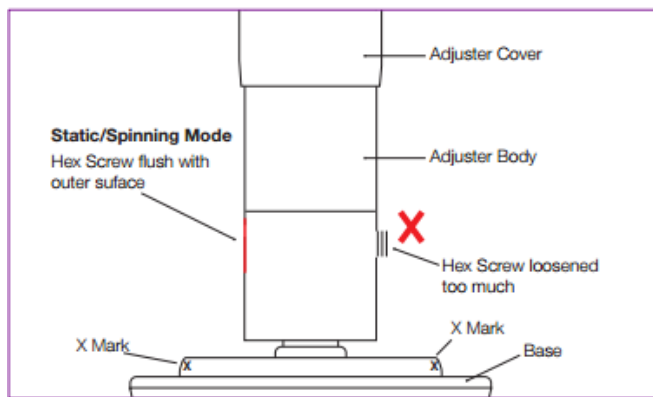 Adjuster Cover
Static/Spinning Mode
Hex Screw flush with
outer suface
Adjuster Body
X
Hex Screw loosened
too much
X Mark
X Mark
Base
x
x